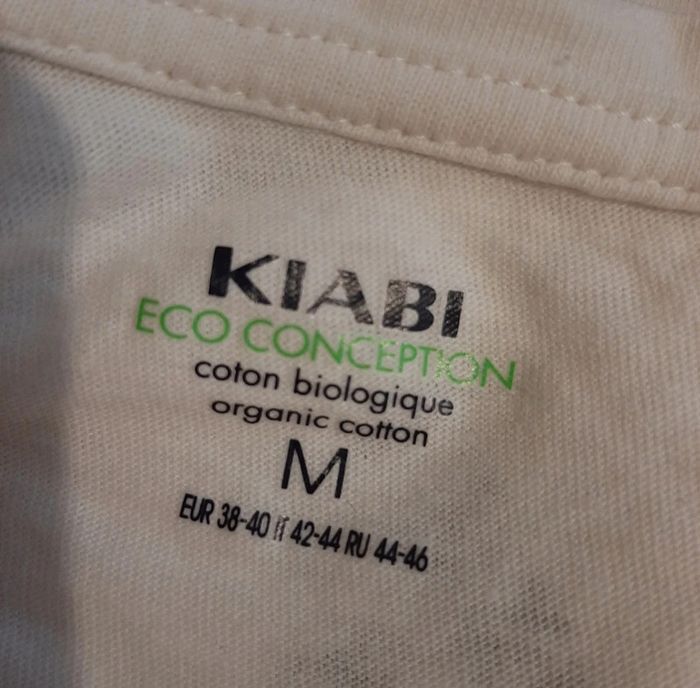 KIABI
ECO CONCEPTION
coton biologique
organic cotton
M
EUR 38-40 IT 42-44 RU 44-46